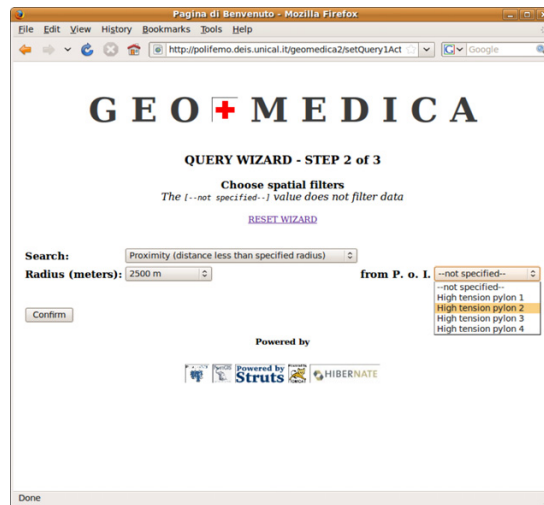 Pagina di Benvenuto - Mozilla Firefox
File Edit View History Bookmarks Tools Help
http://polifemo.deis.unical.it/geomedica2/setQuery1Act
Google
GEO MEDICA
QUERY WIZARD - STEP 2 of 3
Choose spatial filters
The [--not specified--] value does not filter data
RESET WIZARD
Search: Proximity (distance less than specified radius)
Radius (meters): 2500 m from P. o. I. --not specified--
--not specified--
High tension pylon 1
High tension pylon 2
High tension pylon 3
High tension pylon 4
Confirm
Powered by
Powered by
Struts
HIBERNATE
Done